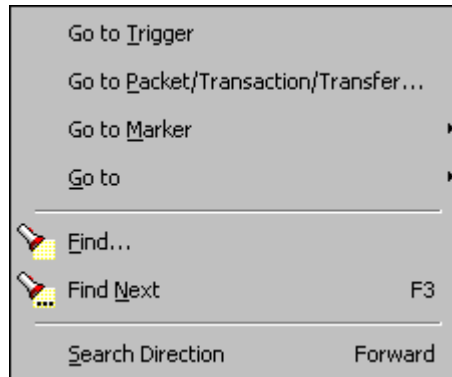 Go to Trigger
Go to Packet/Transaction/Transfer...
Go to Marker
Go to
Find...
Find Next F3
Search Direction Forward